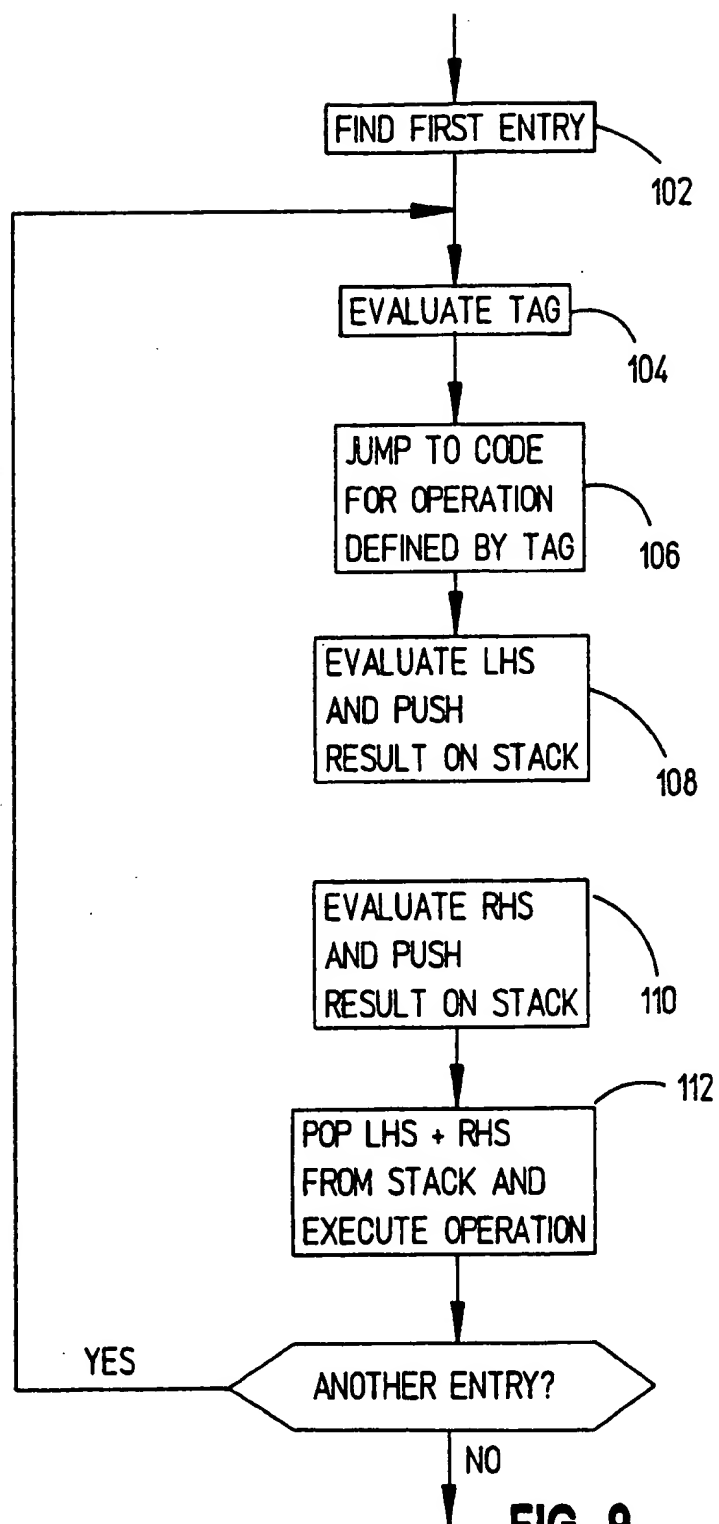 FIND FIRST ENTRY
102
EVALUATE TAG
104
JUMP TO CODE
FOR OPERATION
DEFINED BY TAG
106
EVALUATE LHS
AND PUSH
RESULT ON STACK
108
EVALUATE RHS
AND PUSH
RESULT ON STACK
110
112
POP LHS + RHS
FROM STACK AND
EXECUTE OPERATION
YES
ANOTHER ENTRY?
NO
FIG. 9